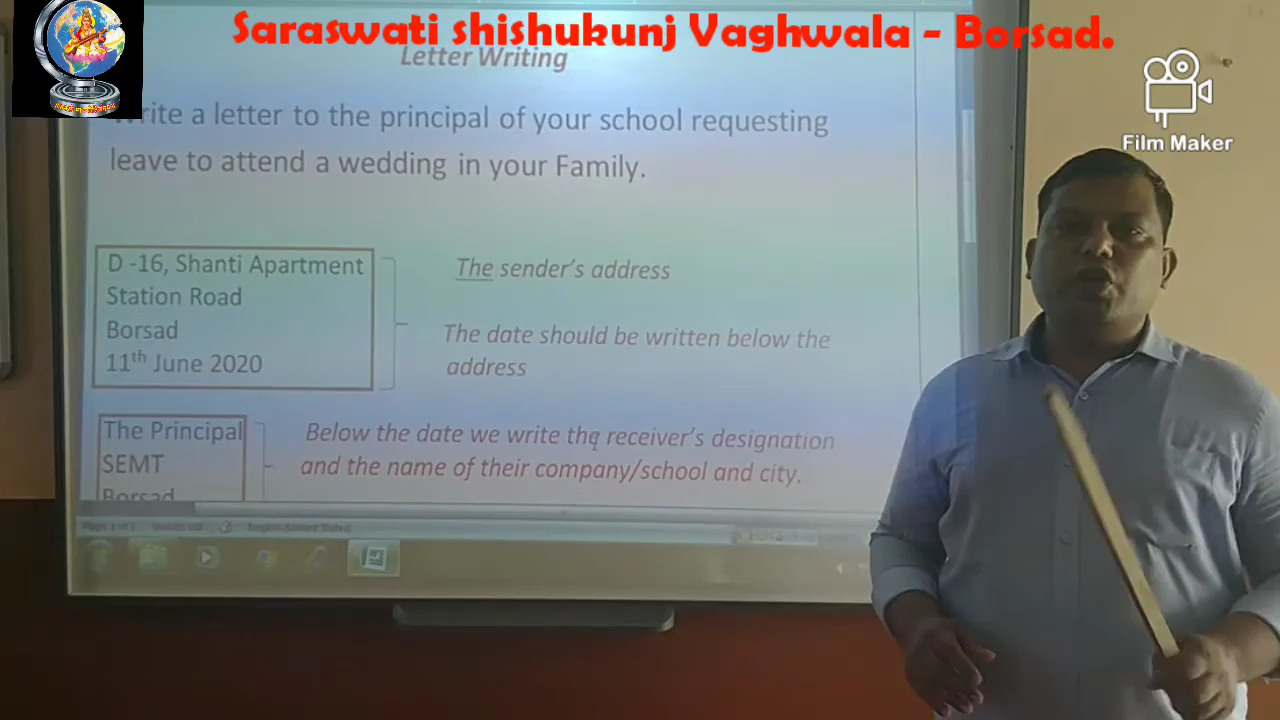 Saraswati shishukunj Vaghwala - Borsad.
Letter Writing
Write a letter to the principal of your school requesting
leave to attend a wedding in your Family.
D -16, Shanti Apartment
Station Road
Borsad
11th June 2020
The sender's address
The date should be written below the
address
The Principal
SEMT
Borsad
Below the date we write the receiver's designation
and the name of their company/school and city.
Film Maker